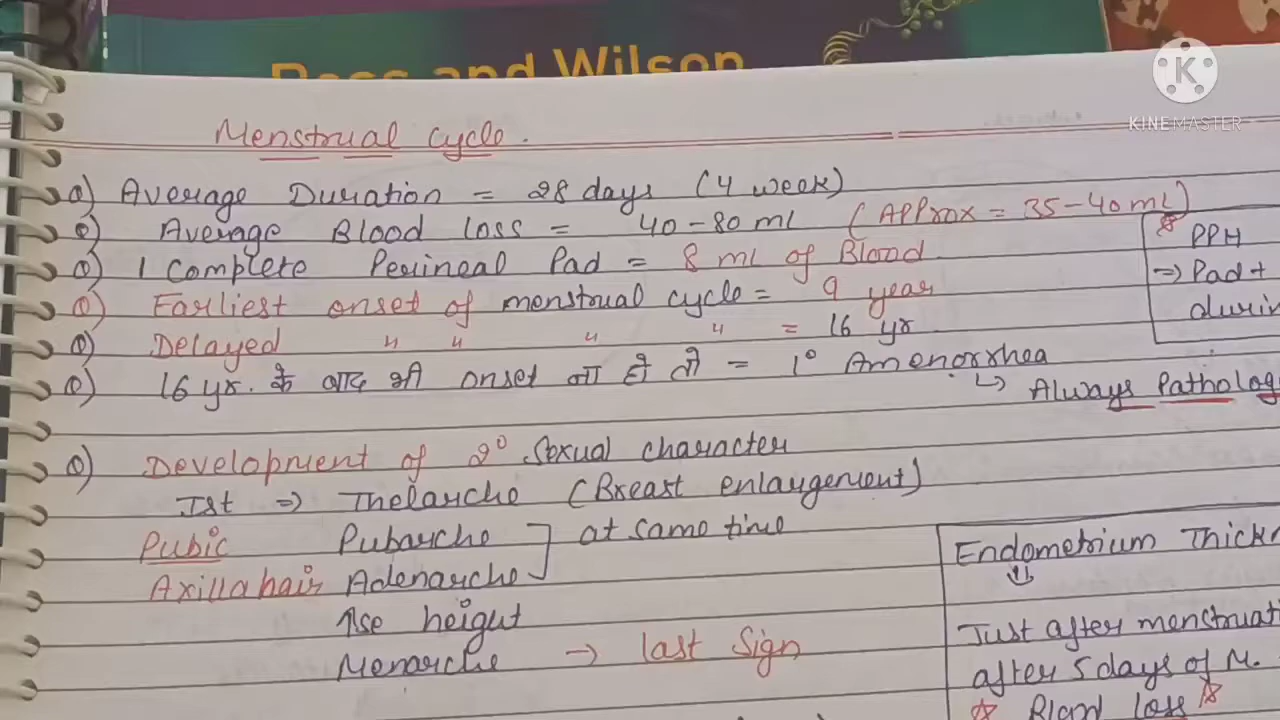 Ross and Wilson
KINEMASTER
Menstrual Cycle.
Average Duration = 28 days (4 week)
Average Blood loss = 40-80 ml (APProx = 35-40 ml)
1 Complete Perineal Pad = 8 ml of Blood
Earliest onset of menstrual cycle = 9 year
Delayed " " " " = 16 yr
16 yr. के बाद भी onset ना हो तो = 1° Amenorrhea
↳ Always Patholog
PPH
⇒ Pad +
durin
Development of 2° Sexual character
Ist ⇒ Thelarche (Breast enlargement)
Pubic Pubarche
Axilla hair Adenarche
at same time
↑se height
Menarche → last Sign
Endometrium Thick
⇓
Just after menstruati
after 5 days of M.
☆ Blood loss ☆